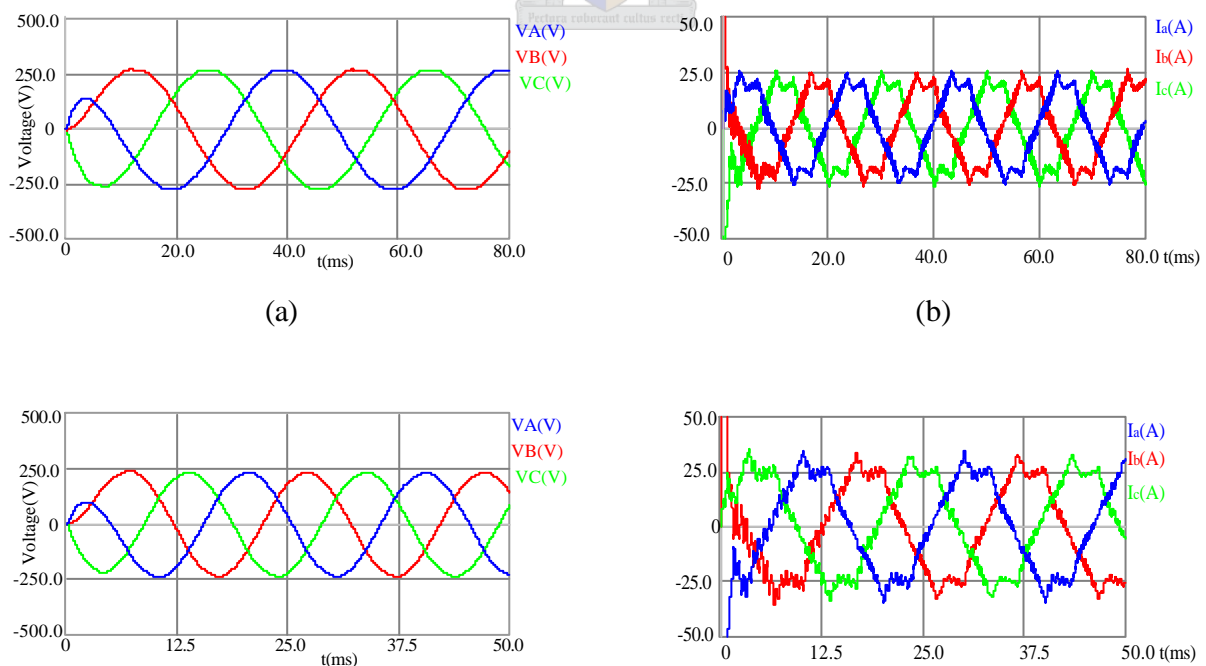 Pectora roborant cultus recti
500.0
250.0
0
-250.0
-500.0
Voltage(V)
0
20.0
40.0
60.0
80.0
t(ms)
VA(V)
VB(V)
VC(V)
(a)
50.0
25.0
0
-25.0
-50.0
0
20.0
40.0
60.0
80.0 t(ms)
Ia(A)
Ib(A)
Ic(A)
(b)
500.0
250.0
0
-250.0
-500.0
Voltage(V)
0
12.5
25.0
37.5
50.0
t(ms)
VA(V)
VB(V)
VC(V)
50.0
25.0
0
-25.0
-50.0
0
12.5
25.0
37.5
50.0 t(ms)
Ia(A)
Ib(A)
Ic(A)